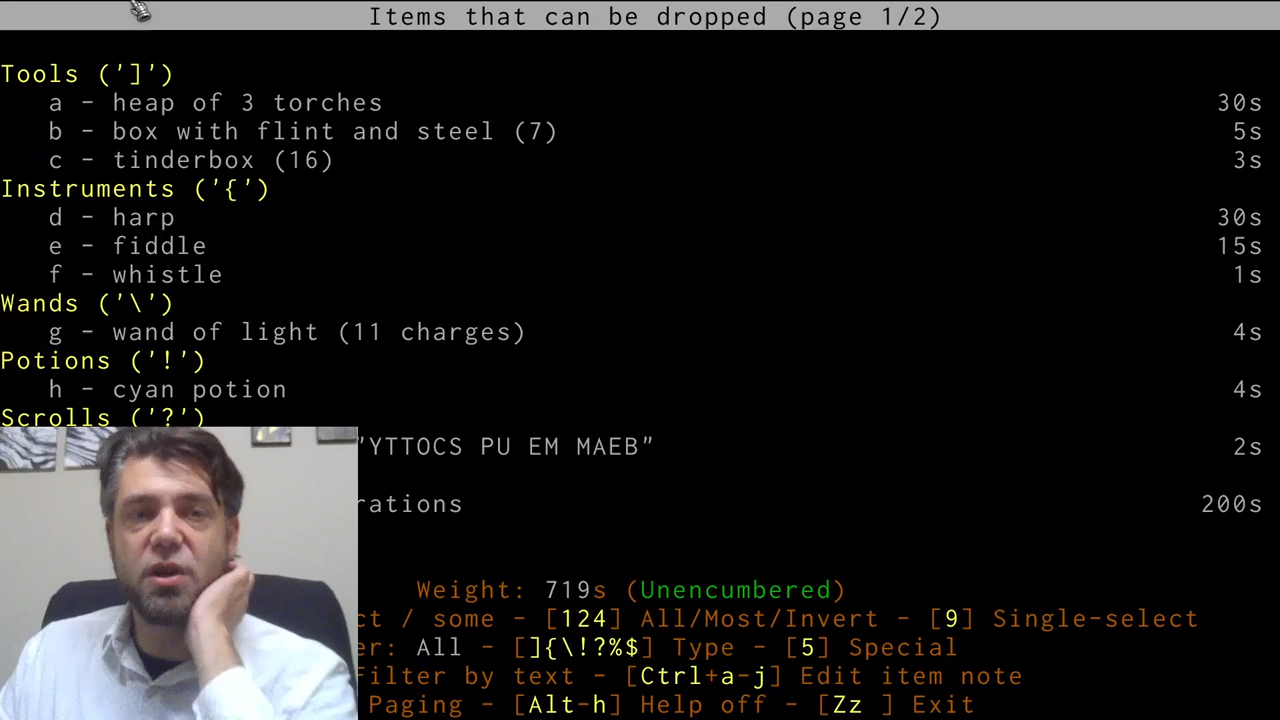 Items that can be dropped (page 1/2)
Tools (']')
a - heap of 3 torches 30s
b - box with flint and steel (7) 5s
c - tinderbox (16) 3s
Instruments ('{')
d - harp 30s
e - fiddle 15s
f - whistle 1s
Wands ('\')
g - wand of light (11 charges) 4s
Potions ('!')
h - cyan potion 4s
Scrolls ('?')
"YTTOCS PU EM MAEB" 2s
rations 200s
Weight: 719s (Unencumbered)
/ some - [124] All/Most/Invert - [9] Single-select
All - []{\!?%$] Type - [5] Special
Filter by text - [Ctrl+a-j] Edit item note
Paging - [Alt-h] Help off - [Zz ] Exit